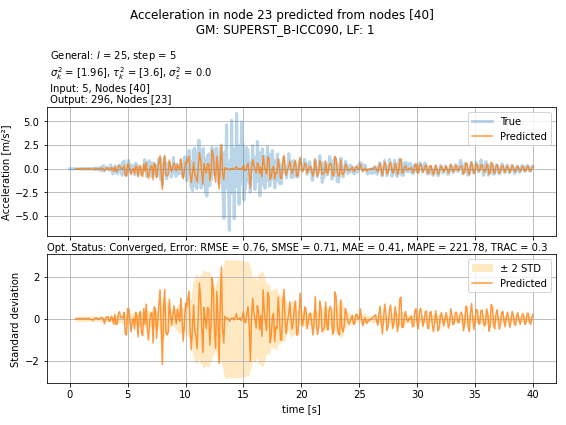 Acceleration in node 23 predicted from nodes [40]
GM: SUPERST_B-ICC090, LF: 1
General: l = 25, step = 5
σ²ₖ = [1.96], τ²ₖ = [3.6], σ²ε = 0.0
Input: 5, Nodes [40]
Output: 296, Nodes [23]
Acceleration [m/s²]
5.0
2.5
0.0
−2.5
−5.0
True
Predicted
Opt. Status: Converged, Error: RMSE = 0.76, SMSE = 0.71, MAE = 0.41, MAPE = 221.78, TRAC = 0.3
Standard deviation
2
0
−2
± 2 STD
Predicted
0 5 10 15 20 25 30 35 40
time [s]